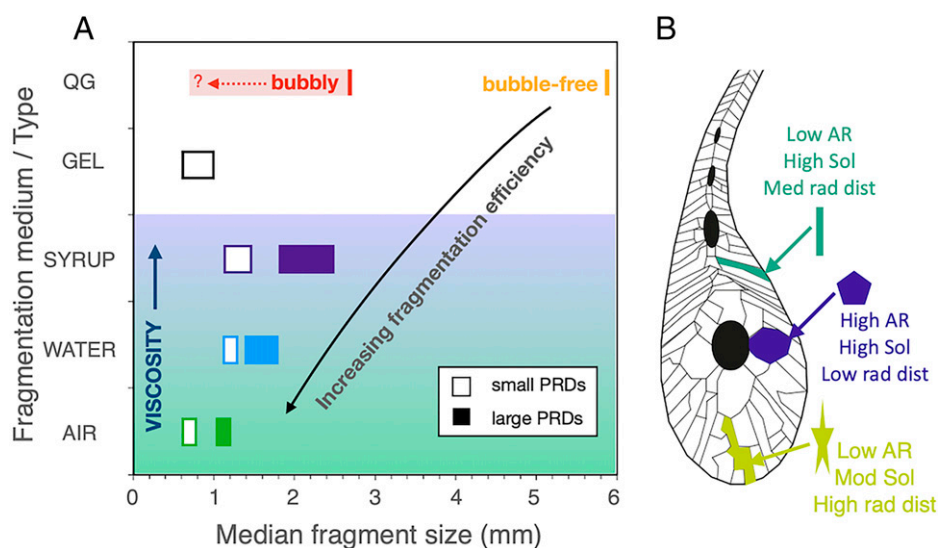 A
Fragmentation medium / Type
QG
GEL
SYRUP
WATER
AIR
? bubbly
bubble-free
Increasing fragmentation efficiency
VISCOSITY
small PRDs
large PRDs
0 1 2 3 4 5 6
Median fragment size (mm)
B
Low AR
High Sol
Med rad dist
High AR
High Sol
Low rad dist
Low AR
Mod Sol
High rad dist